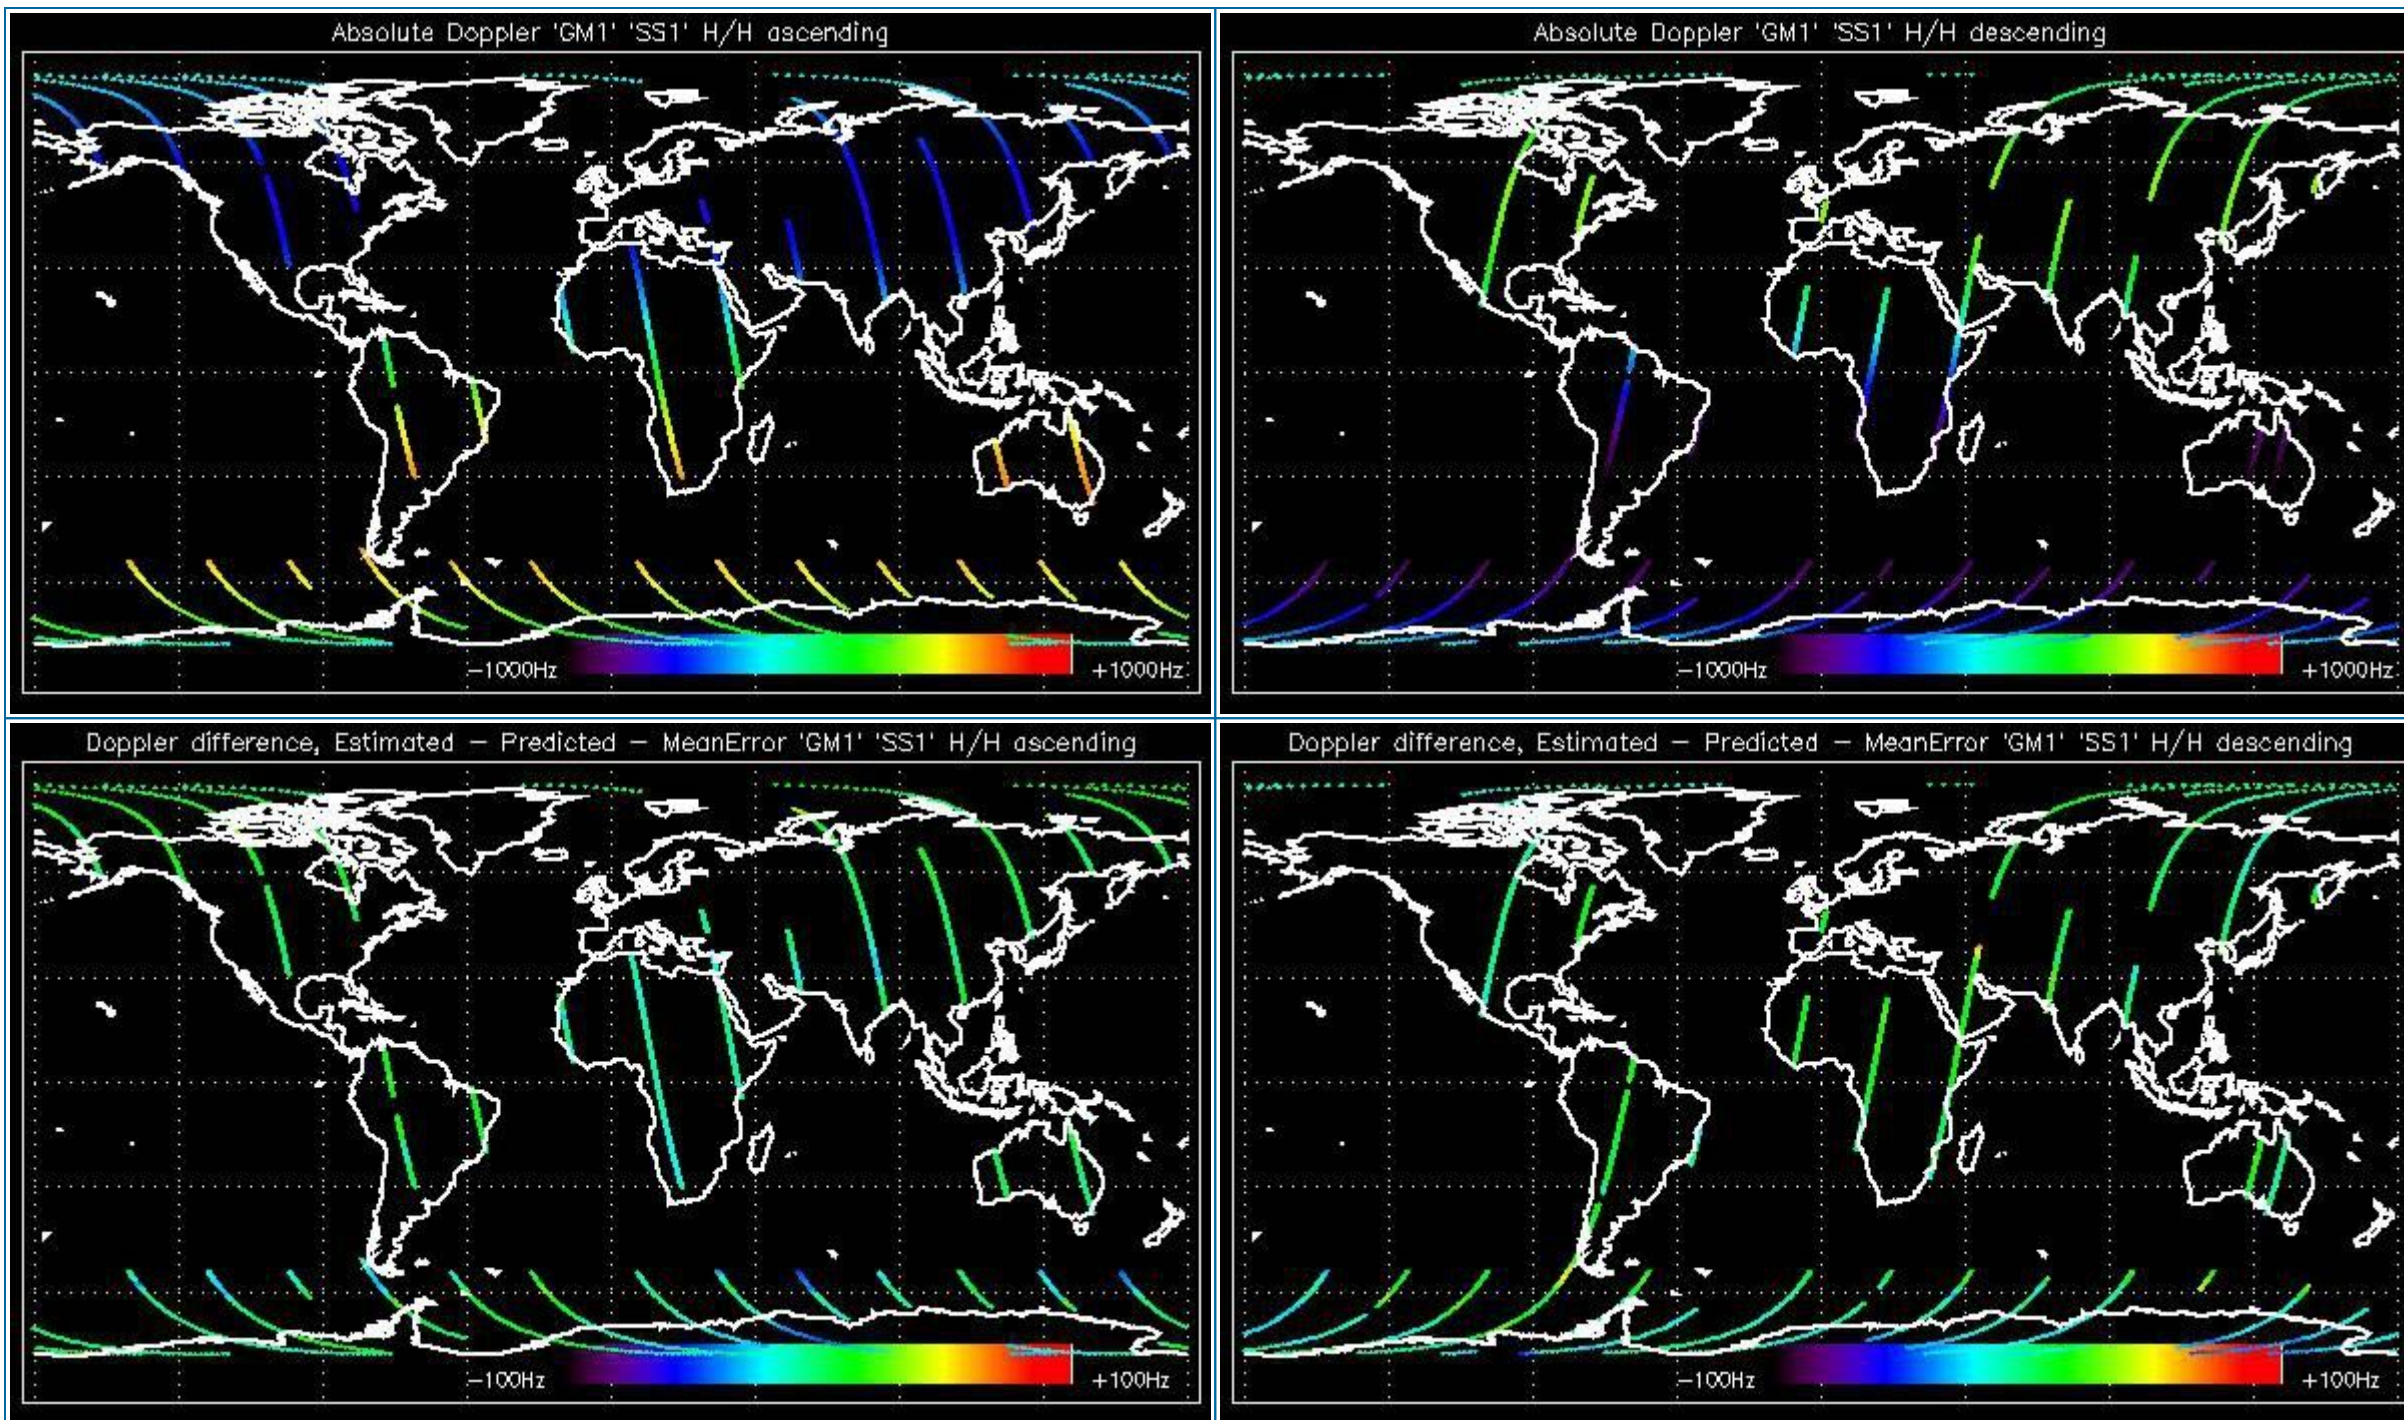 Absolute Doppler 'GM1' 'SS1' H/H ascending
−1000Hz
+1000Hz
Absolute Doppler 'GM1' 'SS1' H/H descending
−1000Hz
+1000Hz
Doppler difference, Estimated − Predicted − MeanError 'GM1' 'SS1' H/H ascending
−100Hz
+100Hz
Doppler difference, Estimated − Predicted − MeanError 'GM1' 'SS1' H/H descending
−100Hz
+100Hz